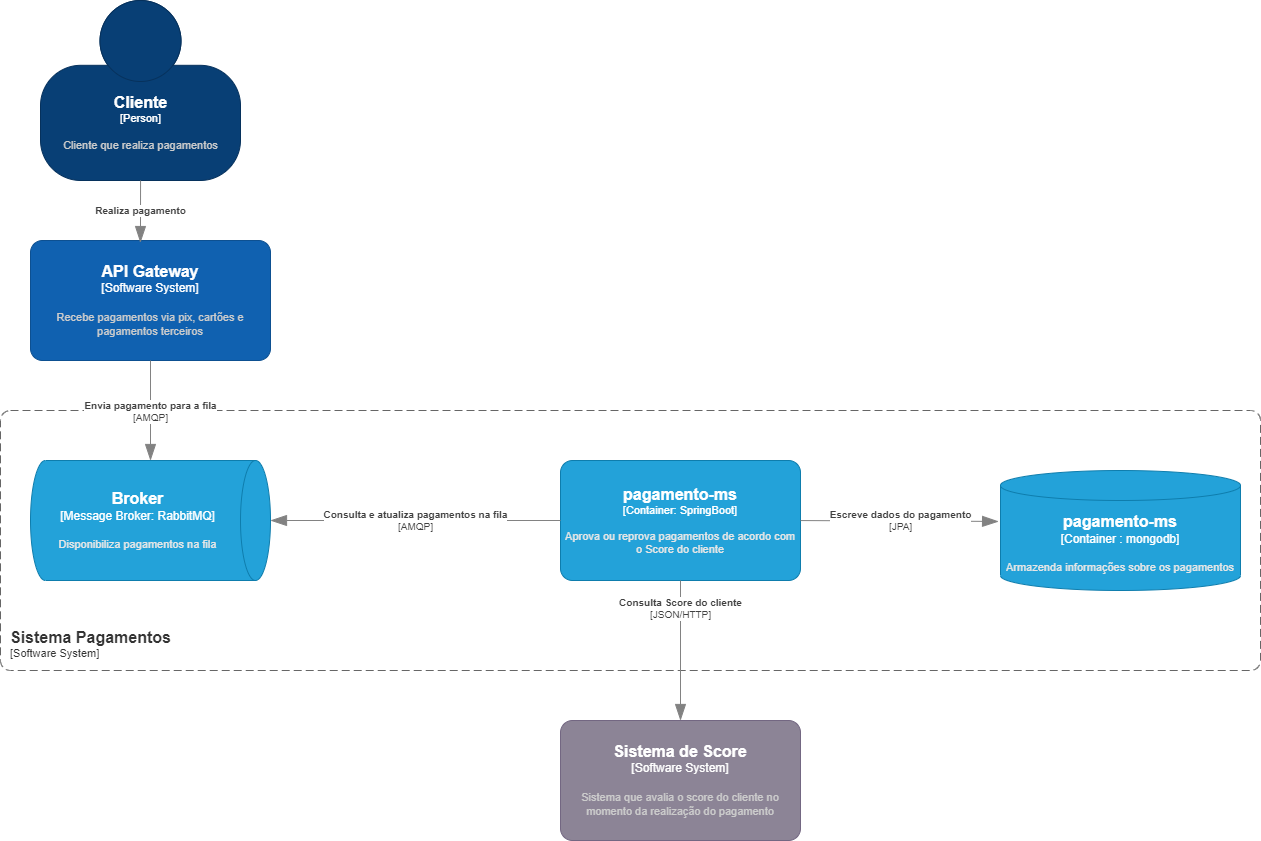 Cliente
[Person]
Cliente que realiza pagamentos
Realiza pagamento
API Gateway
[Software System]
Recebe pagamentos via pix, cartões e
pagamentos terceiros
Envia pagamento para a fila
[AMQP]
Broker
[Message Broker: RabbitMQ]
Disponibiliza pagamentos na fila
Consulta e atualiza pagamentos na fila
[AMQP]
pagamento-ms
[Container: SpringBoot]
Aprova ou reprova pagamentos de acordo com
o Score do cliente
Escreve dados do pagamento
[JPA]
pagamento-ms
[Container : mongodb]
Armazenda informações sobre os pagamentos
Consulta Score do cliente
[JSON/HTTP]
Sistema Pagamentos
[Software System]
Sistema de Score
[Software System]
Sistema que avalia o score do cliente no
momento da realização do pagamento